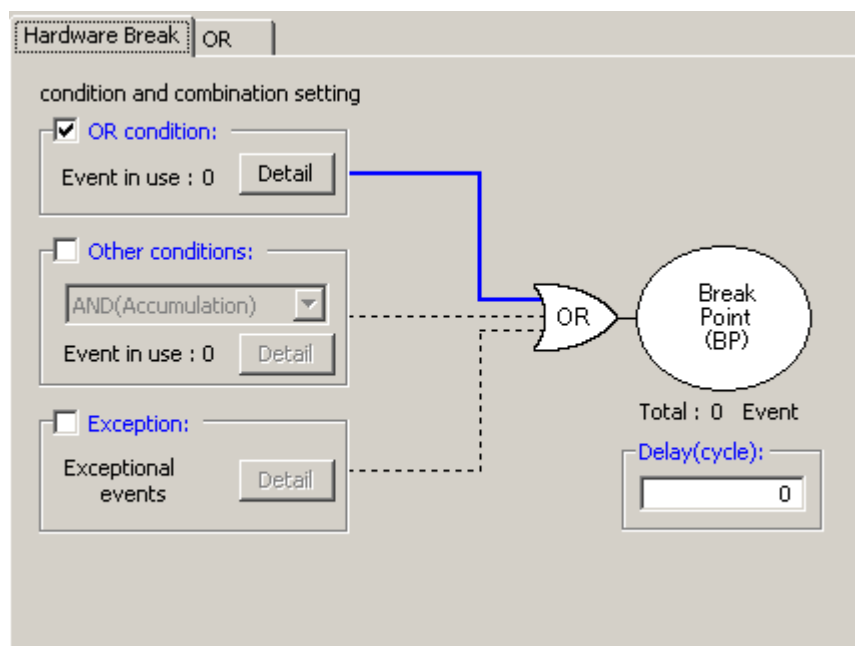 Hardware Break OR
condition and combination setting
OR condition:
Event in use : 0 Detail
Other conditions:
AND(Accumulation)
Event in use : 0 Detail
Exception:
Exceptional
events
Detail
OR
Break
Point
(BP)
Total : 0 Event
Delay(cycle):
0